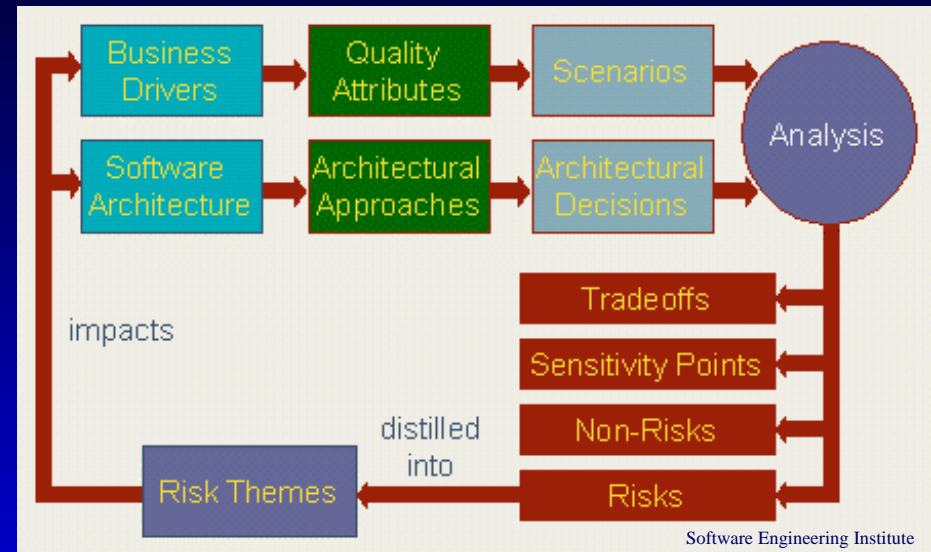 Business
Drivers
Quality
Attributes
Scenarios
Analysis
Software
Architecture
Architectural
Approaches
Architectural
Decisions
Tradeoffs
Sensitivity Points
Non-Risks
Risks
impacts
distilled
into
Risk Themes
Software Engineering Institute